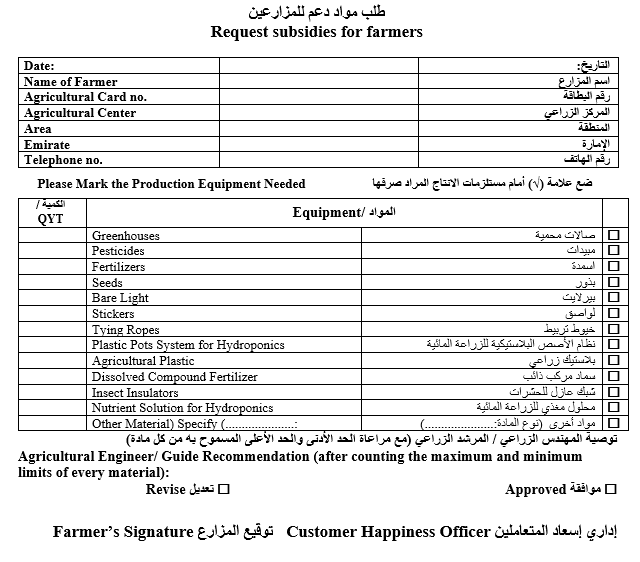 طلب مواد دعم للمزارعين
Request subsidies for farmers
Date: التاريخ:
Name of Farmer اسم المزارع
Agricultural Card no. رقم البطاقة
Agricultural Center المركز الزراعي
Area المنطقة
Emirate الإمارة
Telephone no. رقم الهاتف
Please Mark the Production Equipment Needed ضع علامة (√) أمام مستلزمات الانتاج المراد صرفها
الكمية / QYT Equipment/ المواد
Greenhouses صالات محمية ☐
Pesticides مبيدات ☐
Fertilizers اسمدة ☐
Seeds بذور ☐
Bare Light بيرلايت ☐
Stickers لواصق ☐
Tying Ropes خيوط تربيط ☐
Plastic Pots System for Hydroponics نظام الأصص البلاستيكية للزراعة المائية ☐
Agricultural Plastic بلاستيك زراعي ☐
Dissolved Compound Fertilizer سماد مركب ذائب ☐
Insect Insulators شبك عازل للحشرات ☐
Nutrient Solution for Hydroponics محلول مغذي للزراعة المائية ☐
Other Material) Specify (....................: مواد أخرى (نوع المادة:....................) ☐
توصية المهندس الزراعي / المرشد الزراعي (مع مراعاة الحد الأدنى والحد الأعلى المسموح به من كل مادة)
Agricultural Engineer/ Guide Recommendation (after counting the maximum and minimum
limits of every material):
Revise تعديل ☐ Approved موافقة ☐
Farmer’s Signature توقيع المزارع Customer Happiness Officer إداري إسعاد المتعاملين